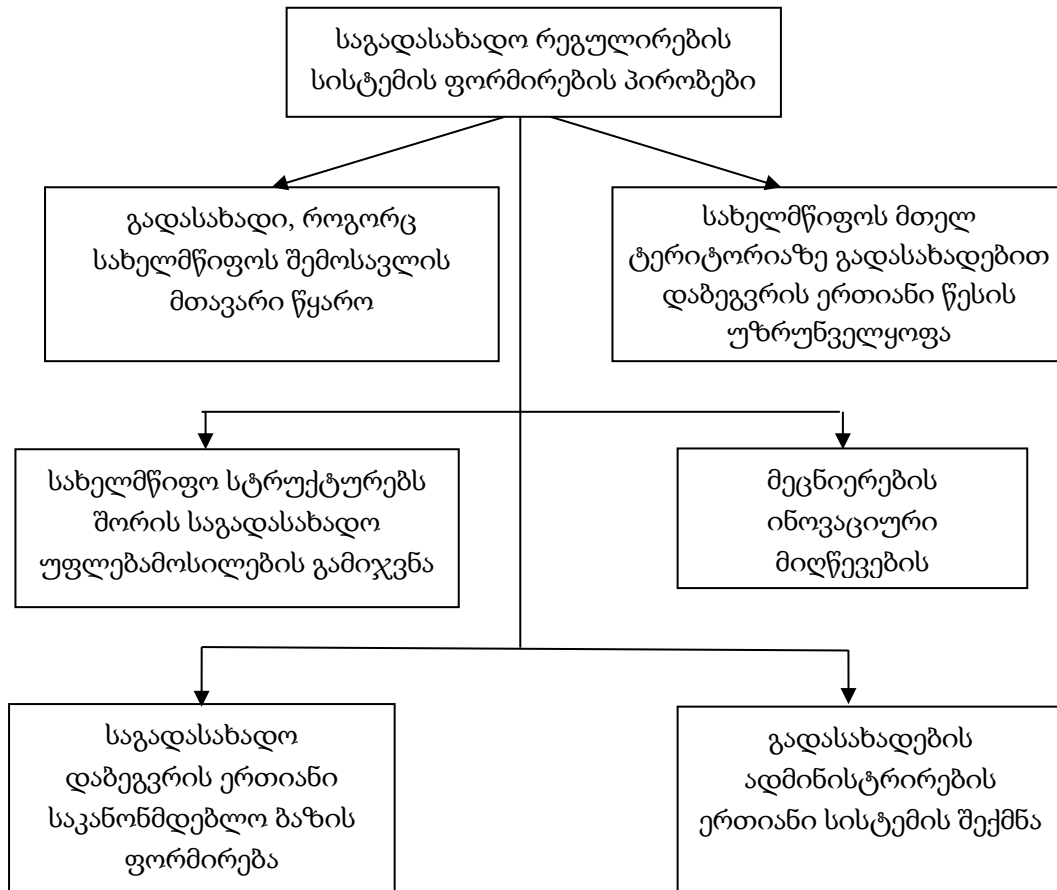 საგადასახადო რეგულირების
სისტემის ფორმირების პირობები
გადასახადი, როგორც
სახელმწიფოს შემოსავლის
მთავარი წყარო
სახელმწიფოს მთელ
ტერიტორიაზე გადასახადებით
დაბეგვრის ერთიანი წესის
უზრუნველყოფა
სახელმწიფო სტრუქტურებს
შორის საგადასახადო
უფლებამოსილების გამიჯვნა
მეცნიერების
ინოვაციური
მიღწევების
საგადასახადო
დაბეგვრის ერთიანი
საკანონმდებლო ბაზის
ფორმირება
გადასახადების
ადმინისტრირების
ერთიანი სისტემის შექმნა